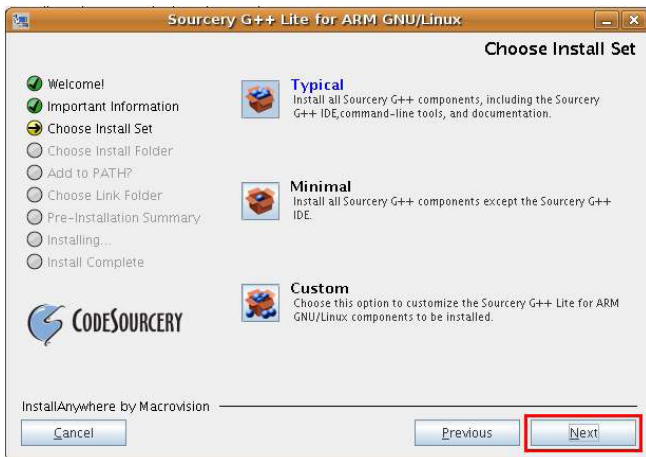 Sourcery G++ Lite for ARM GNU/Linux
Choose Install Set
Welcome!
Important Information
Choose Install Set
Choose Install Folder
Add to PATH?
Choose Link Folder
Pre-Installation Summary
Installing...
Install Complete
CODESOURCERY
Typical
Install all Sourcery G++ components, including the Sourcery
G++ IDE,command-line tools, and documentation.
Minimal
Install all Sourcery G++ components except the Sourcery G++
IDE.
Custom
Choose this option to customize the Sourcery G++ Lite for ARM
GNU/Linux components to be installed.
InstallAnywhere by Macrovision
Cancel
Previous
Next